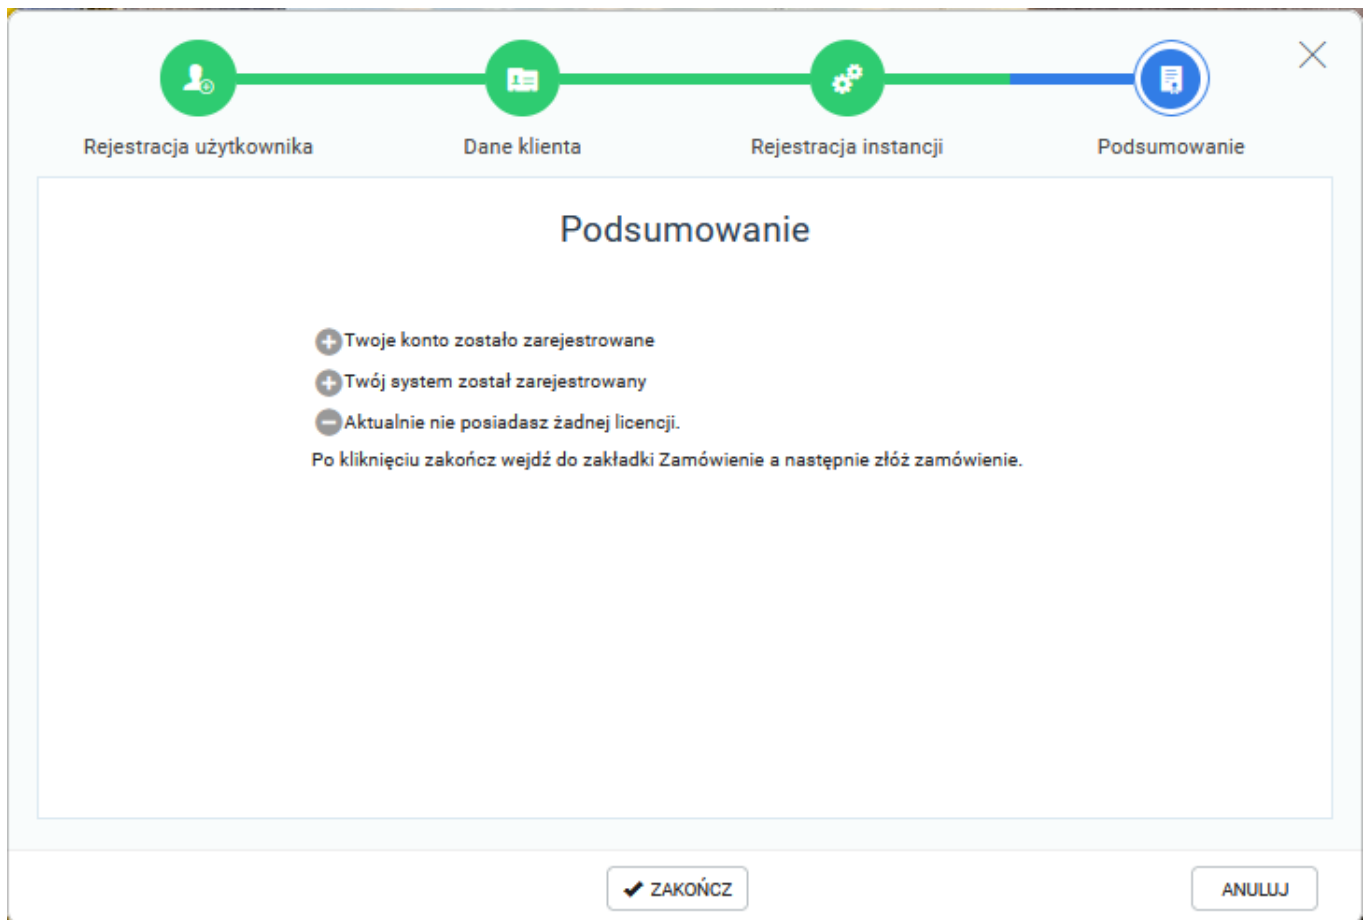 Rejestracja użytkownika
Dane klienta
Rejestracja instancji
Podsumowanie
Podsumowanie
Twoje konto zostało zarejestrowane
Twój system został zarejestrowany
Aktualnie nie posiadasz żadnej licencji.
Po kliknięciu zakończ wejdź do zakładki Zamówienie a następnie złóż zamówienie.
ZAKOŃCZ
ANULUJ